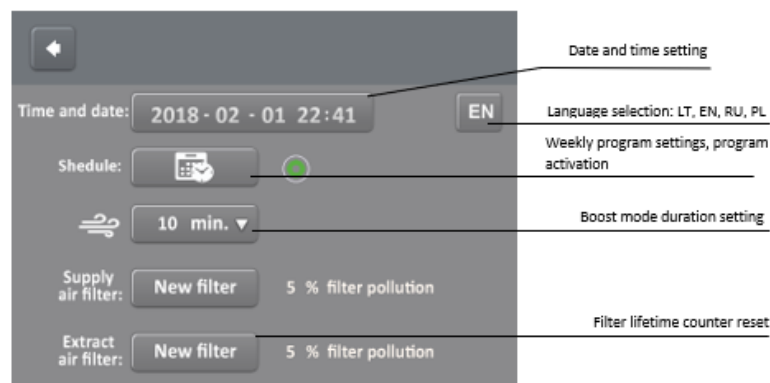 Date and time setting
Time and date: 2018 - 02 - 01 22:41 EN
Language selection: LT, EN, RU, PL
Weekly program settings, program
activation
Shedule:
10 min.
Boost mode duration setting
Supply
air filter:
New filter 5 % filter pollution
Filter lifetime counter reset
Extract
air filter:
New filter 5 % filter pollution